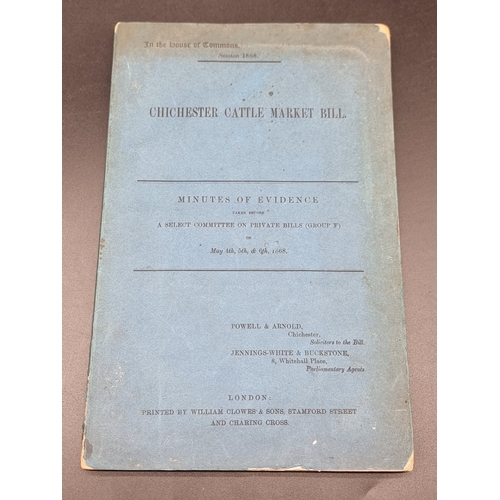 In the House of Commons.
Session 1868.
CHICHESTER CATTLE MARKET BILL.
MINUTES OF EVIDENCE
TAKEN BEFORE
A SELECT COMMITTEE ON PRIVATE BILLS (GROUP F)
ON
May 4th, 5th, & 6th, 1868.
POWELL & ARNOLD,
Chichester,
Solicitors to the Bill.
JENNINGS-WHITE & BUCKSTONE,
8, Whitehall Place,
Parliamentary Agents.
LONDON:
PRINTED BY WILLIAM CLOWES & SONS, STAMFORD STREET
AND CHARING CROSS.